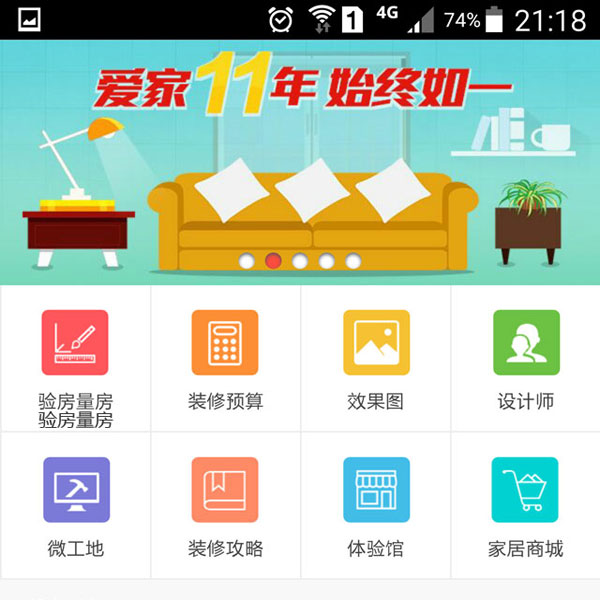 1 4G 74% 21:18
爱家11年 始终如一
验房量房 装修预算 效果图 设计师
验房量房
微工地 装修攻略 体验馆 家居商城